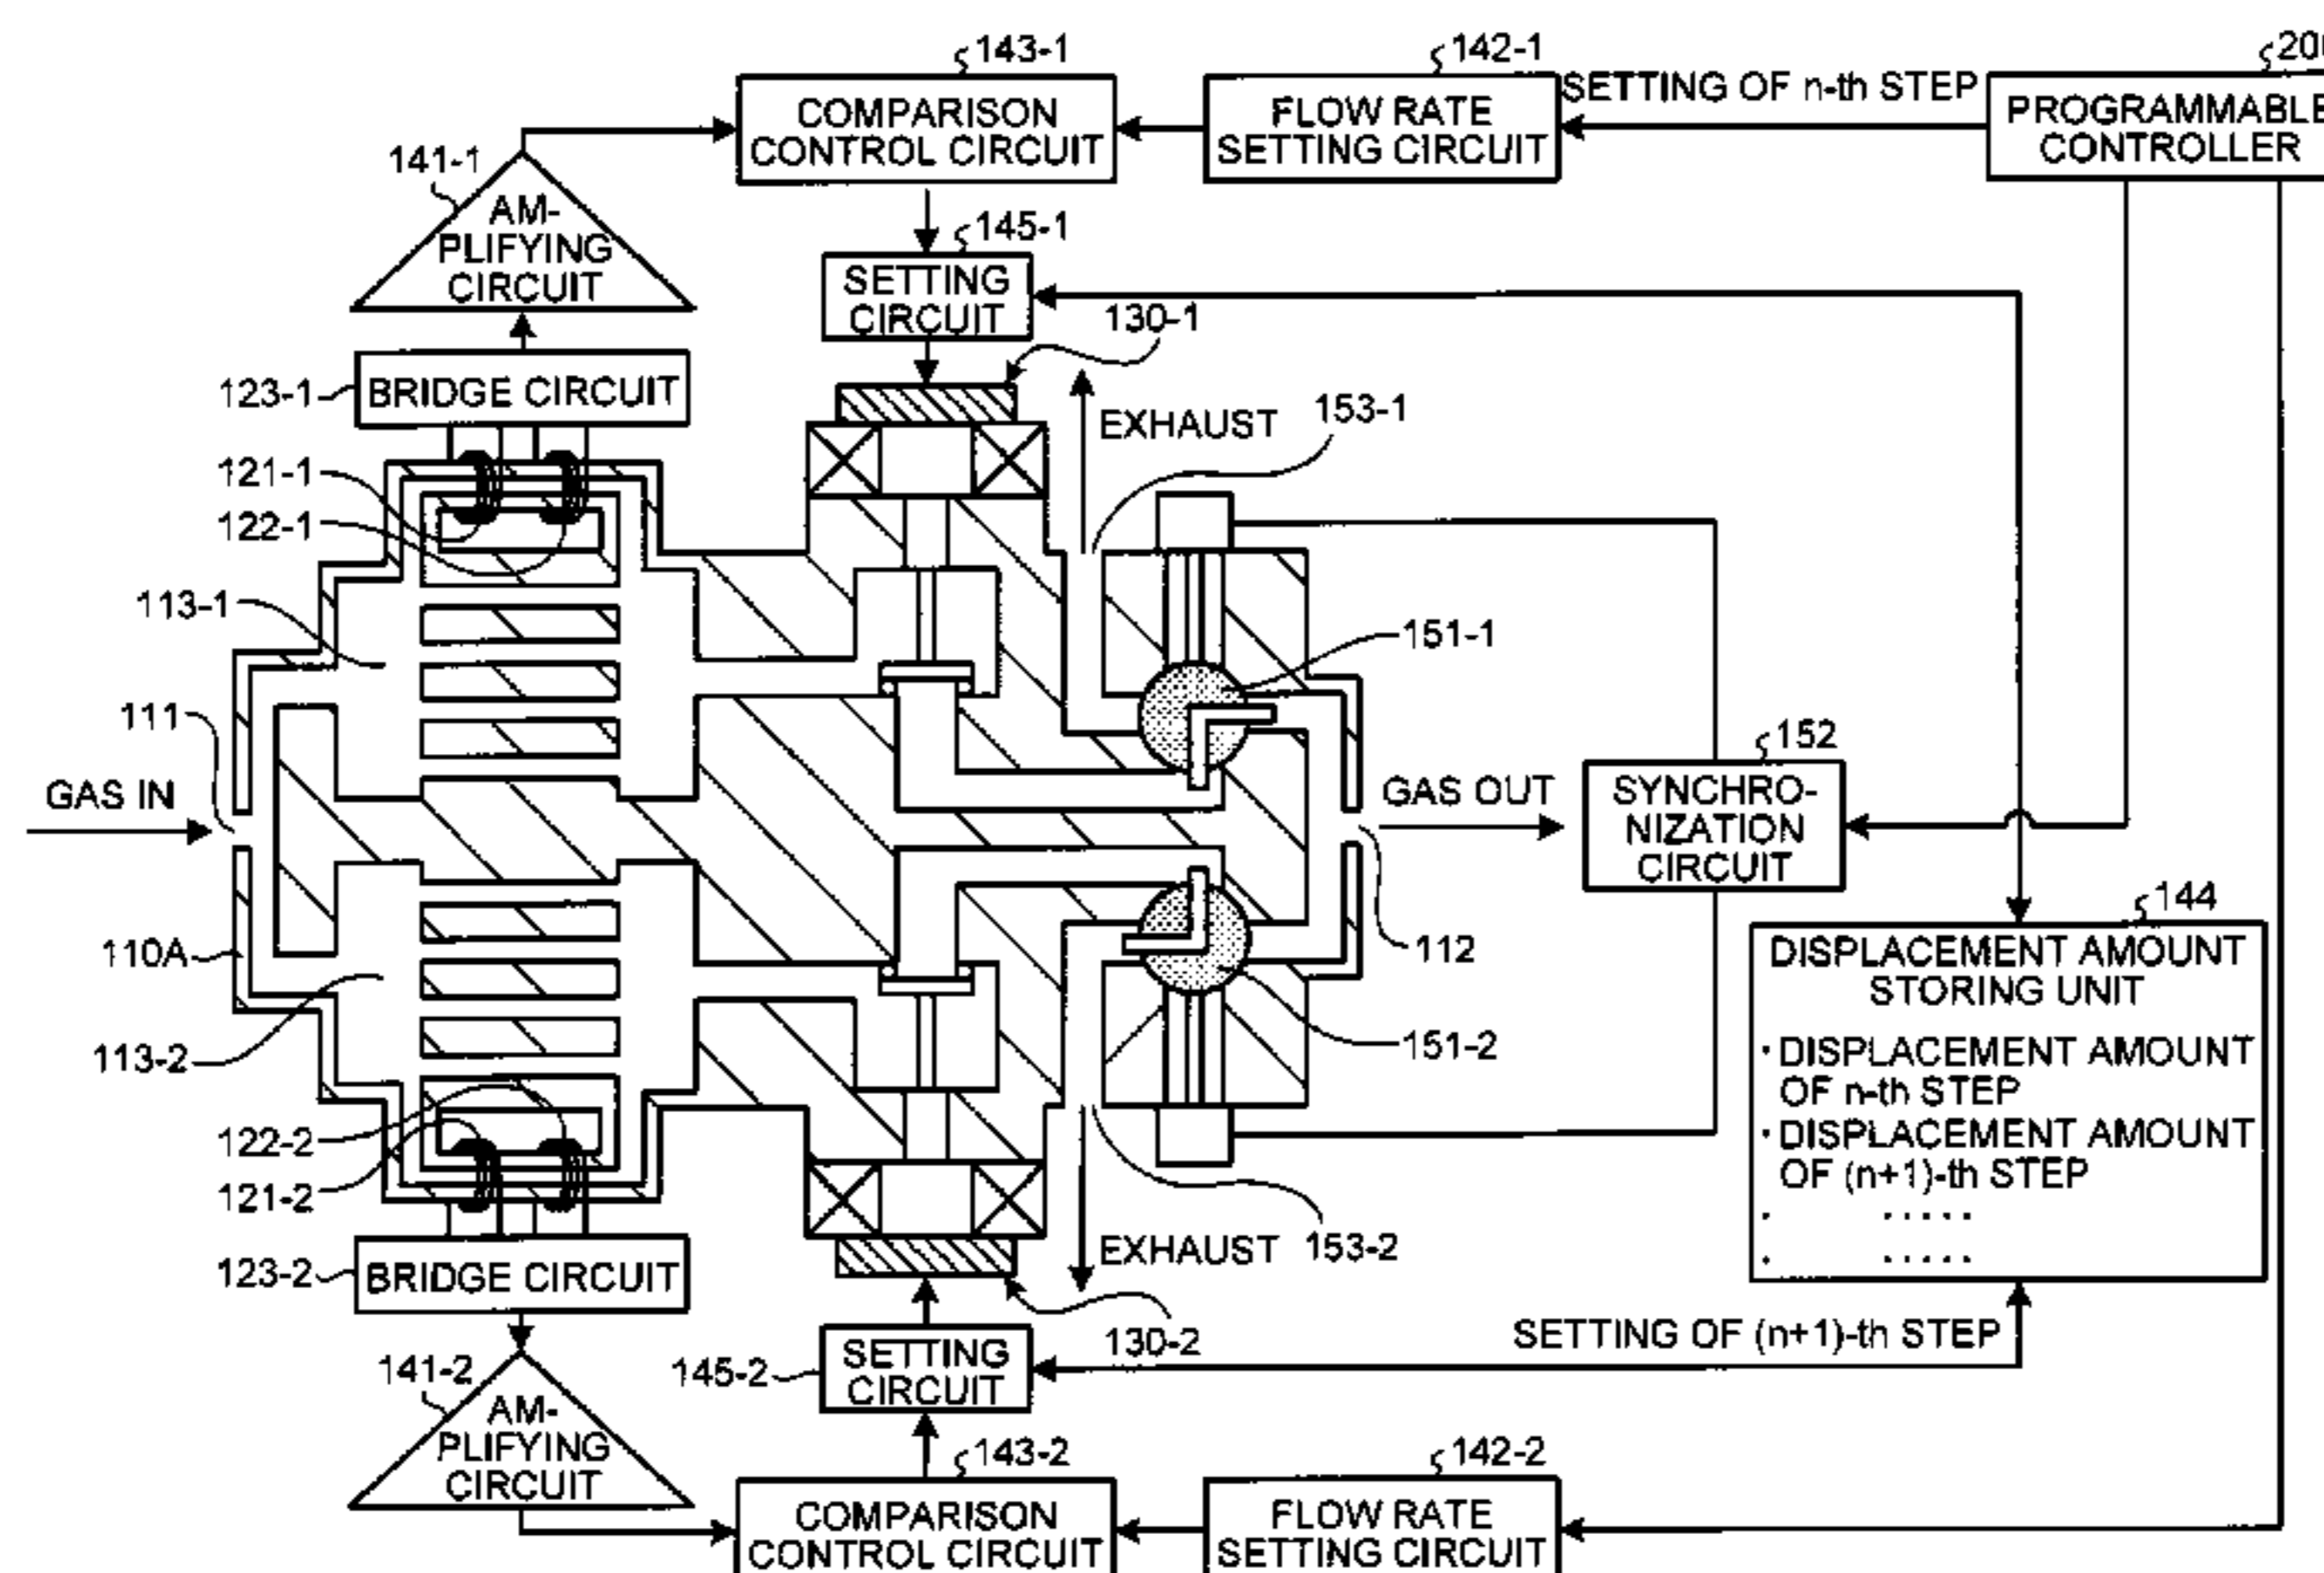 143-1
142-1
200
COMPARISON
CONTROL CIRCUIT
FLOW RATE
SETTING CIRCUIT
SETTING OF n-th STEP
PROGRAMMABLE
CONTROLLER
141-1
AM-
PLIFYING
CIRCUIT
145-1
SETTING
CIRCUIT
130-1
123-1
BRIDGE CIRCUIT
EXHAUST
153-1
121-1
122-1
113-1
151-1
111
GAS IN
GAS OUT
152
SYNCHRO-
NIZATION
CIRCUIT
110A
112
144
DISPLACEMENT AMOUNT
STORING UNIT
· DISPLACEMENT AMOUNT
OF n-th STEP
· DISPLACEMENT AMOUNT
OF (n+1)-th STEP
· · · · · ·
· · · · · ·
113-2
151-2
122-2
121-2
123-2
BRIDGE CIRCUIT
EXHAUST
153-2
130-2
SETTING OF (n+1)-th STEP
141-2
AM-
PLIFYING
CIRCUIT
145-2
SETTING
CIRCUIT
143-2
142-2
COMPARISON
CONTROL CIRCUIT
FLOW RATE
SETTING CIRCUIT